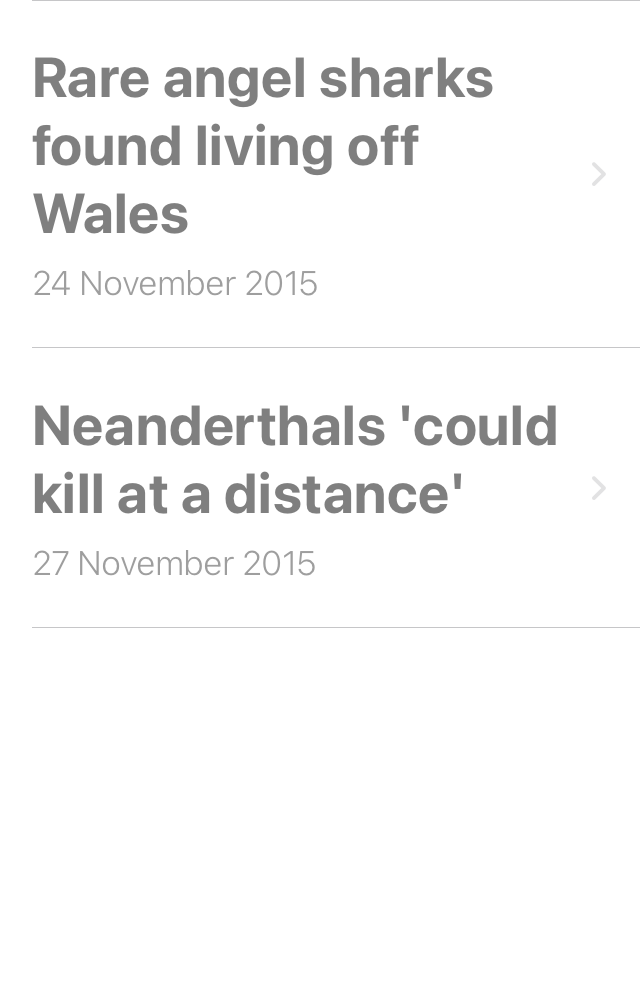 Rare angel sharks
found living off
Wales
24 November 2015
Neanderthals 'could
kill at a distance'
27 November 2015